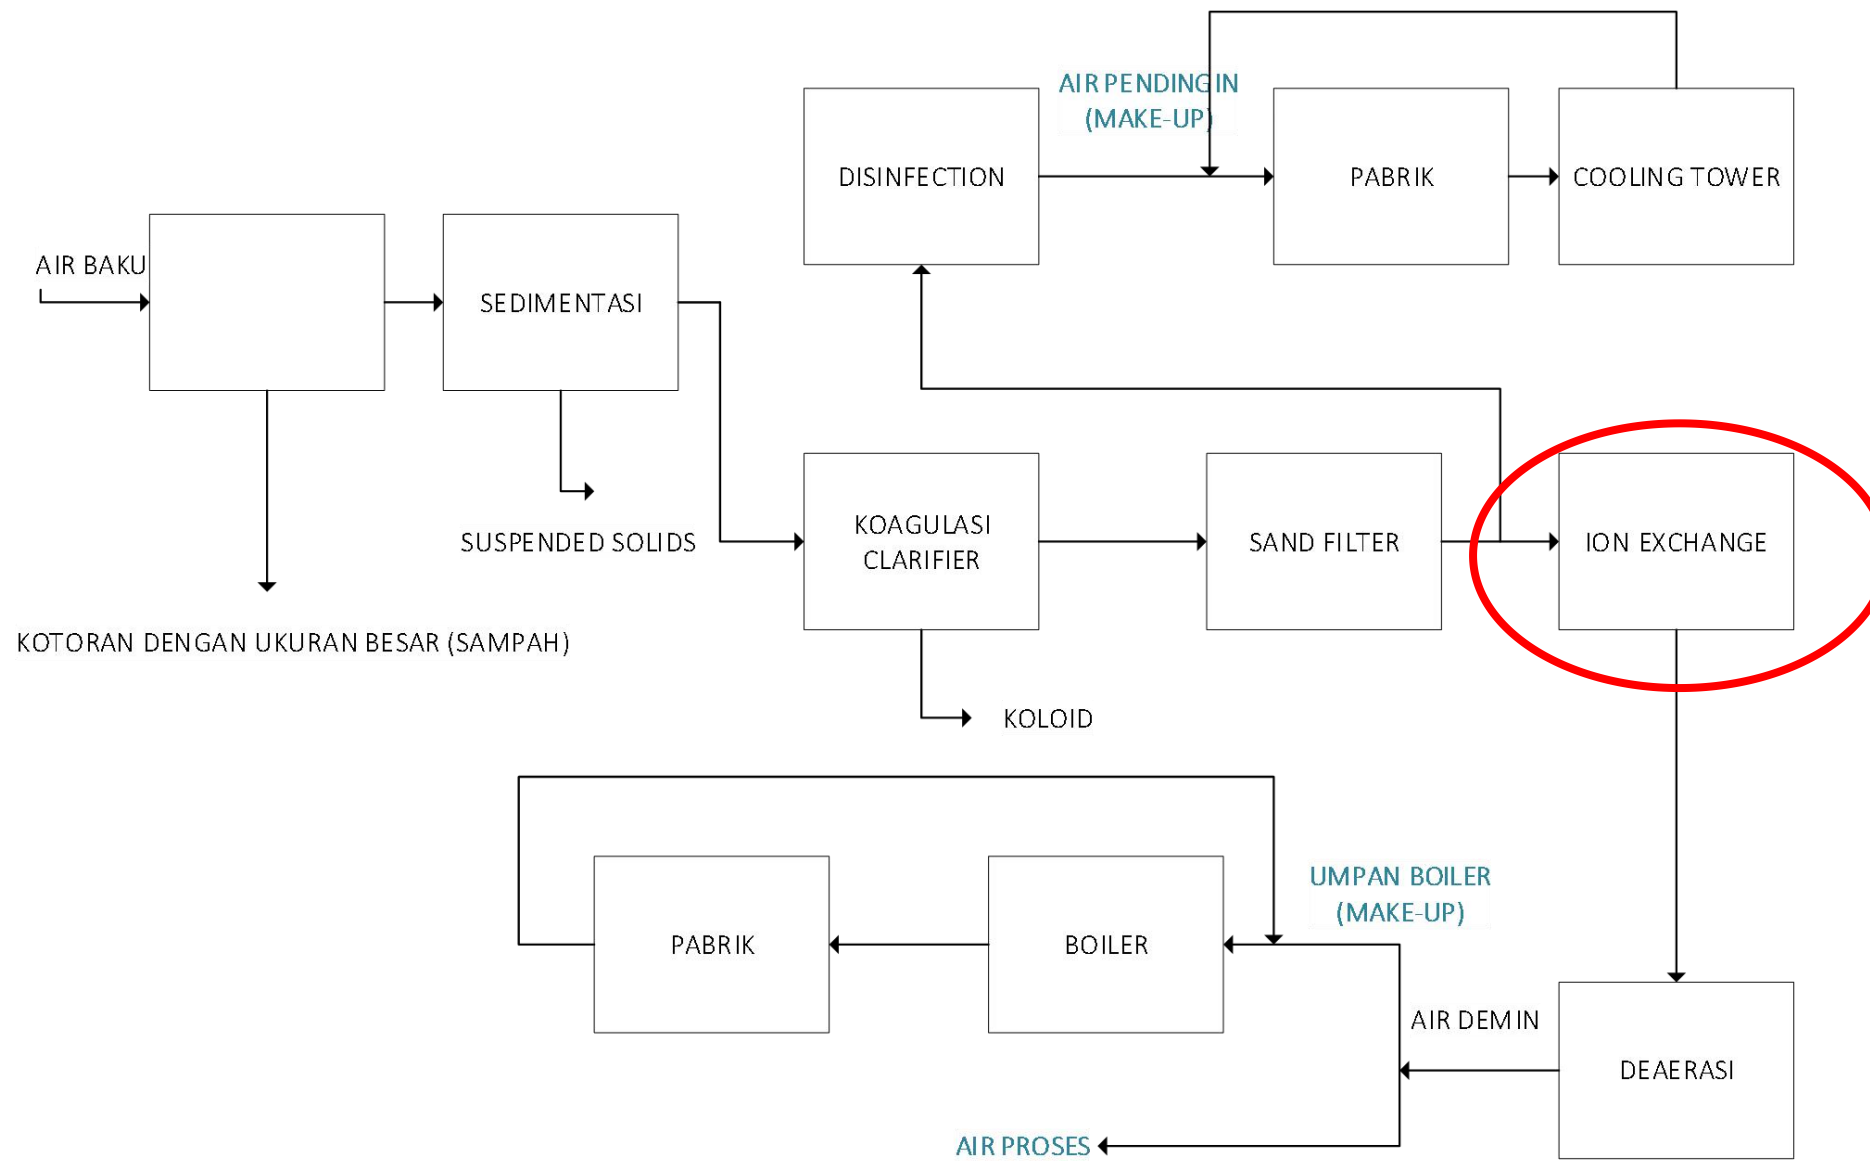 AIR PENDINGIN
(MAKE-UP)
DISINFECTION
PABRIK
COOLING TOWER
AIR BAKU
SEDIMENTASI
SUSPENDED SOLIDS
KOAGULASI
CLARIFIER
SAND FILTER
ION EXCHANGE
KOTORAN DENGAN UKURAN BESAR (SAMPAH)
KOLOID
UMPAN BOILER
(MAKE-UP)
PABRIK
BOILER
AIR DEMIN
DEAERASI
AIR PROSES